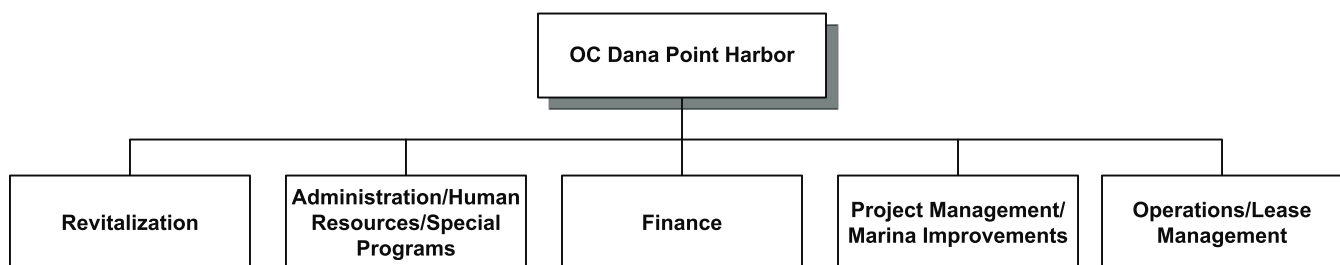 OC Dana Point Harbor
Revitalization
Administration/Human
Resources/Special
Programs
Finance
Project Management/
Marina Improvements
Operations/Lease
Management